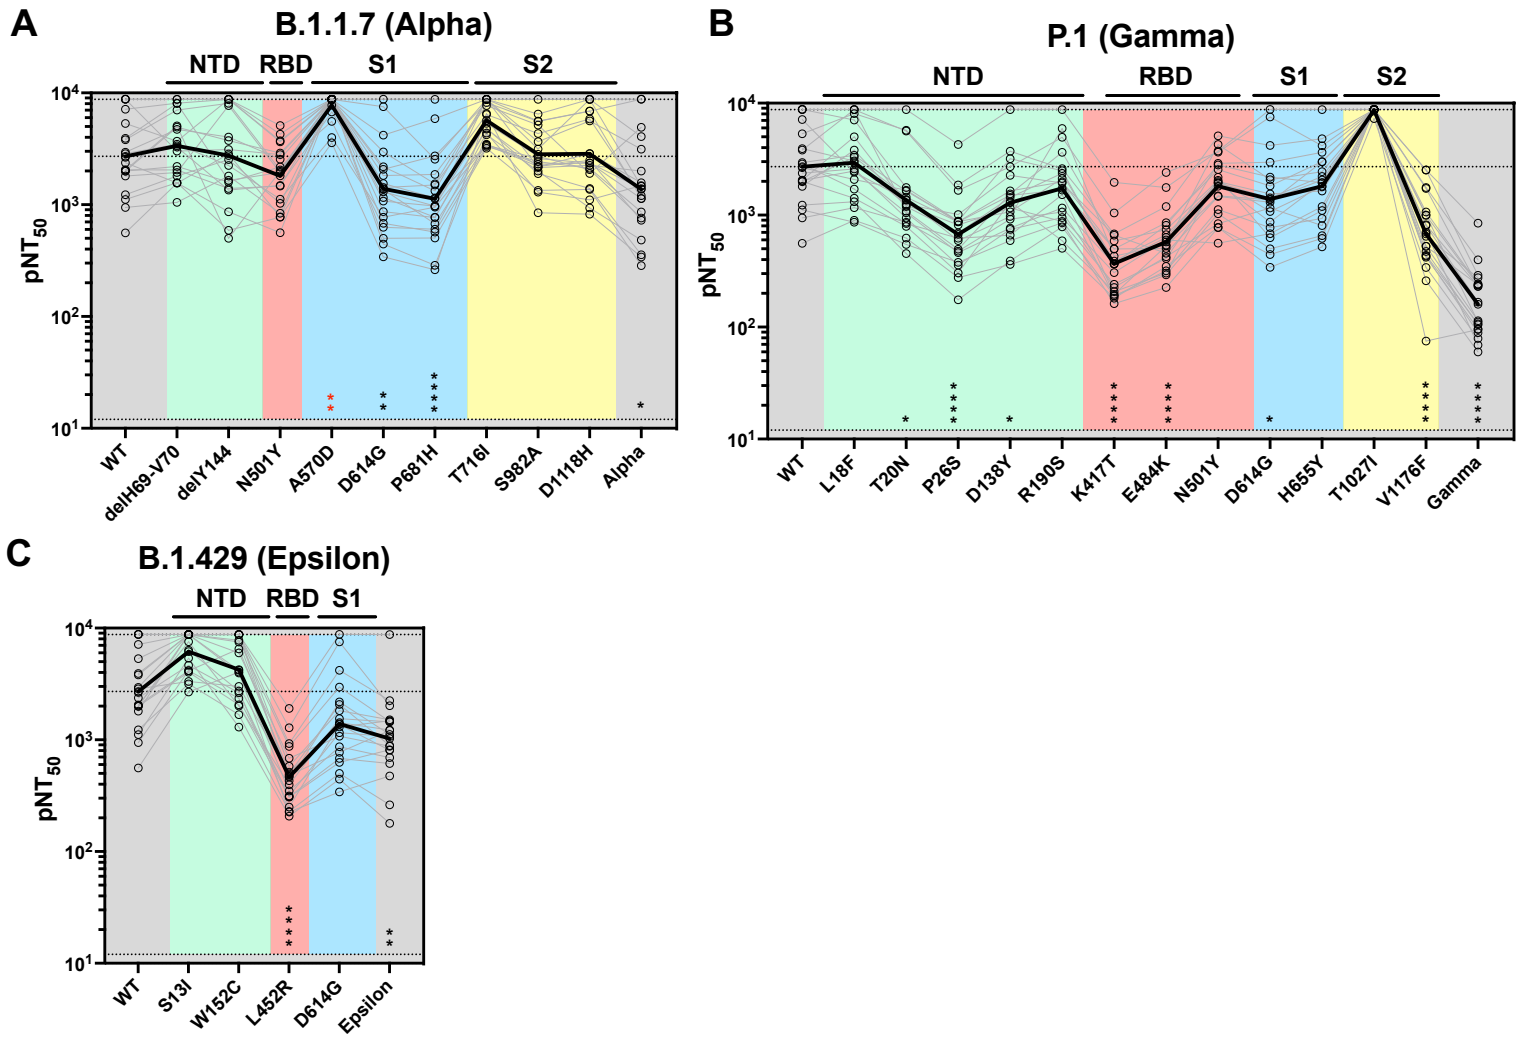 A
B.1.1.7 (Alpha)
NTD RBD S1 S2
10^4
10^3
10^2
10^1
pNT50
** ** **** *
WT delH69-V70 delY144 N501Y A570D D614G P681H T716I S982A D1118H Alpha
B
P.1 (Gamma)
NTD RBD S1 S2
10^4
10^3
10^2
10^1
pNT50
* **** * **** **** * **** ****
WT L18F T20N P26S D138Y R190S K417T E484K N501Y D614G H655Y T1027I V1176F Gamma
C
B.1.429 (Epsilon)
NTD RBD S1
10^4
10^3
10^2
10^1
pNT50
**** **
WT S13I W152C L452R D614G Epsilon